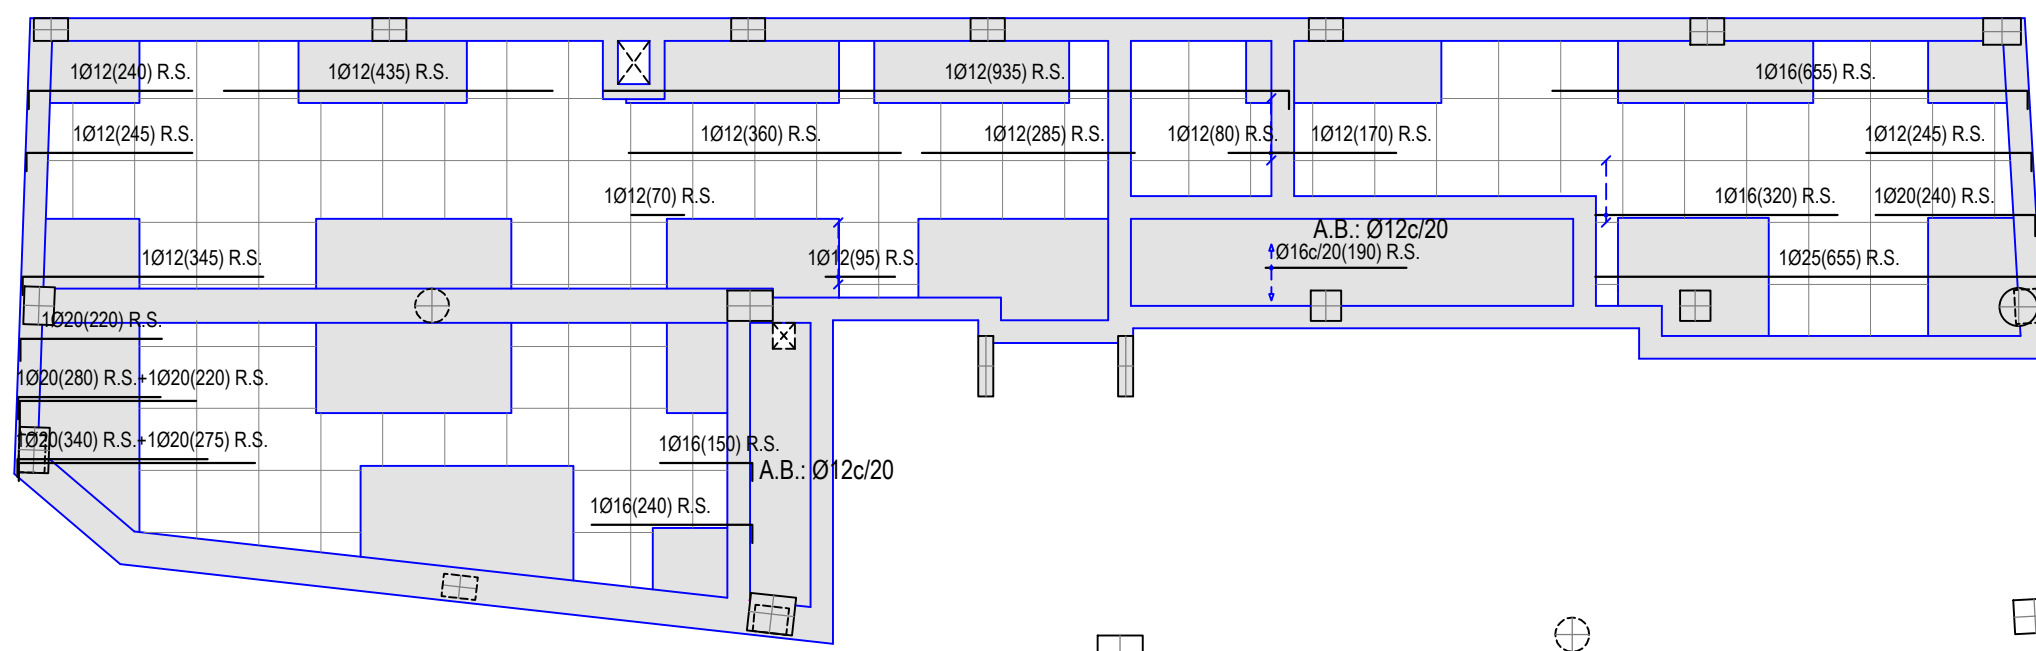 1Ø12(240) R.S.
1Ø12(435) R.S.
1Ø12(935) R.S.
1Ø16(655) R.S.
1Ø12(245) R.S.
1Ø12(360) R.S.
1Ø12(285) R.S.
1Ø12(80) R.S.
1Ø12(170) R.S.
1Ø12(245) R.S.
1Ø12(70) R.S.
1Ø16(320) R.S.
1Ø20(240) R.S.
A.B.: Ø12c/20
Ø16c/20(190) R.S.
1Ø12(345) R.S.
1Ø12(95) R.S.
1Ø25(655) R.S.
1Ø20(220) R.S.
1Ø20(280) R.S.+1Ø20(220) R.S.
1Ø20(340) R.S.+1Ø20(275) R.S.
1Ø16(150) R.S.
A.B.: Ø12c/20
1Ø16(240) R.S.